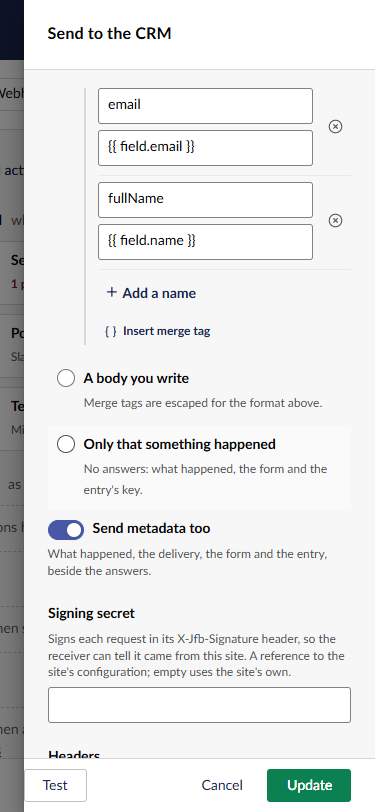 Send to the CRM
email
{{ field.email }}
fullName
{{ field.name }}
+ Add a name
{ } Insert merge tag
A body you write
Merge tags are escaped for the format above.
Only that something happened
No answers: what happened, the form and the
entry's key.
Send metadata too
What happened, the delivery, the form and the entry,
beside the answers.
Signing secret
Signs each request in its X-Jfb-Signature header, so the
receiver can tell it came from this site. A reference to the
site's configuration; empty uses the site's own.
Headers
Test
Cancel
Update